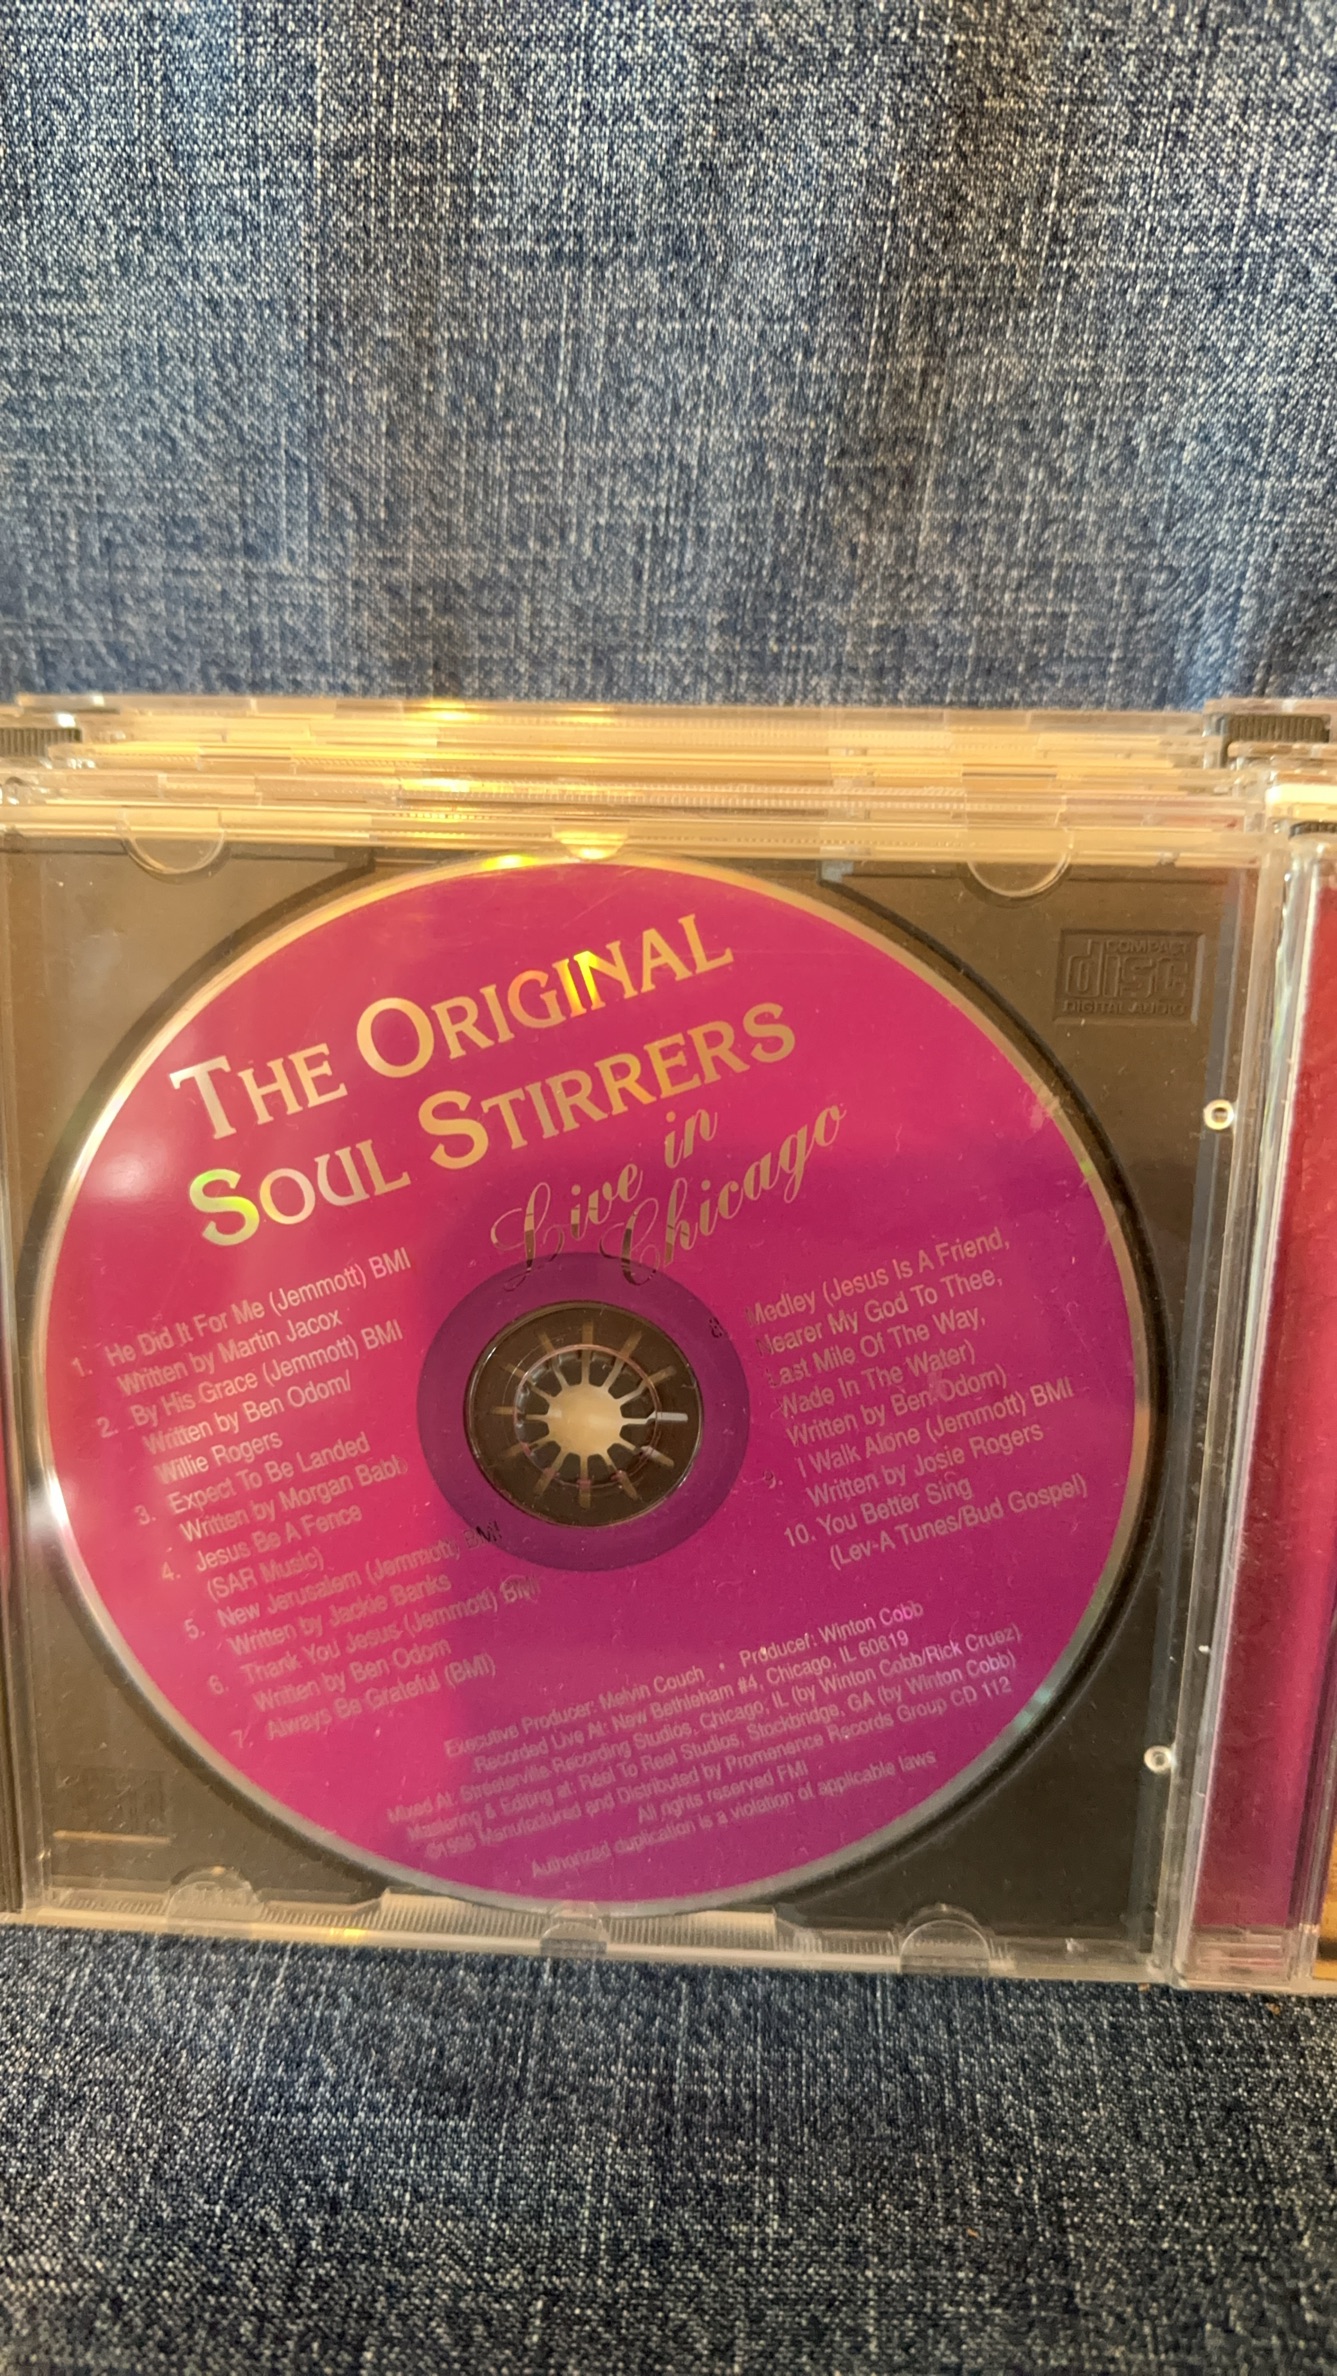 THE ORIGINAL
SOUL STIRRERS
Live in
Chicago
COMPACT
disc
DIGITAL AUDIO
1. He Did It For Me (Jemmott) BMI
Written by Martin Jacox
2. By His Grace (Jemmott) BMI
Written by Ben Odom/
Willie Rogers
3. Expect To Be Landed
Written by Morgan Babb
4. Jesus Be A Fence
(SAR Music)
5. New Jerusalem (Jemmott) BMI
Written by Jackie Banks
6. Thank You Jesus (Jemmott) BMI
Written by Ben Odom
7. Always Be Grateful (BMI)
8. Medley (Jesus Is A Friend,
Nearer My God To Thee,
Last Mile Of The Way,
Wade In The Water)
Written by Ben Odom)
9. I Walk Alone (Jemmott) BMI
Written by Josie Rogers
10. You Better Sing
(Lev-A Tunes/Bud Gospel)
Executive Producer: Melvin Couch • Producer: Winton Cobb
Recorded Live At: New Bethleham #4, Chicago, IL 60619
Mixed At: Streeterville Recording Studios, Chicago, IL (by Winton Cobb/Rick Cruez)
Mastering & Editing at: Reel To Reel Studios, Stockbridge, GA (by Winton Cobb)
©1998 Manufactured and Distributed by Promenence Records Group CD 112
All rights reserved FMI
Authorized duplication is a violation of applicable laws